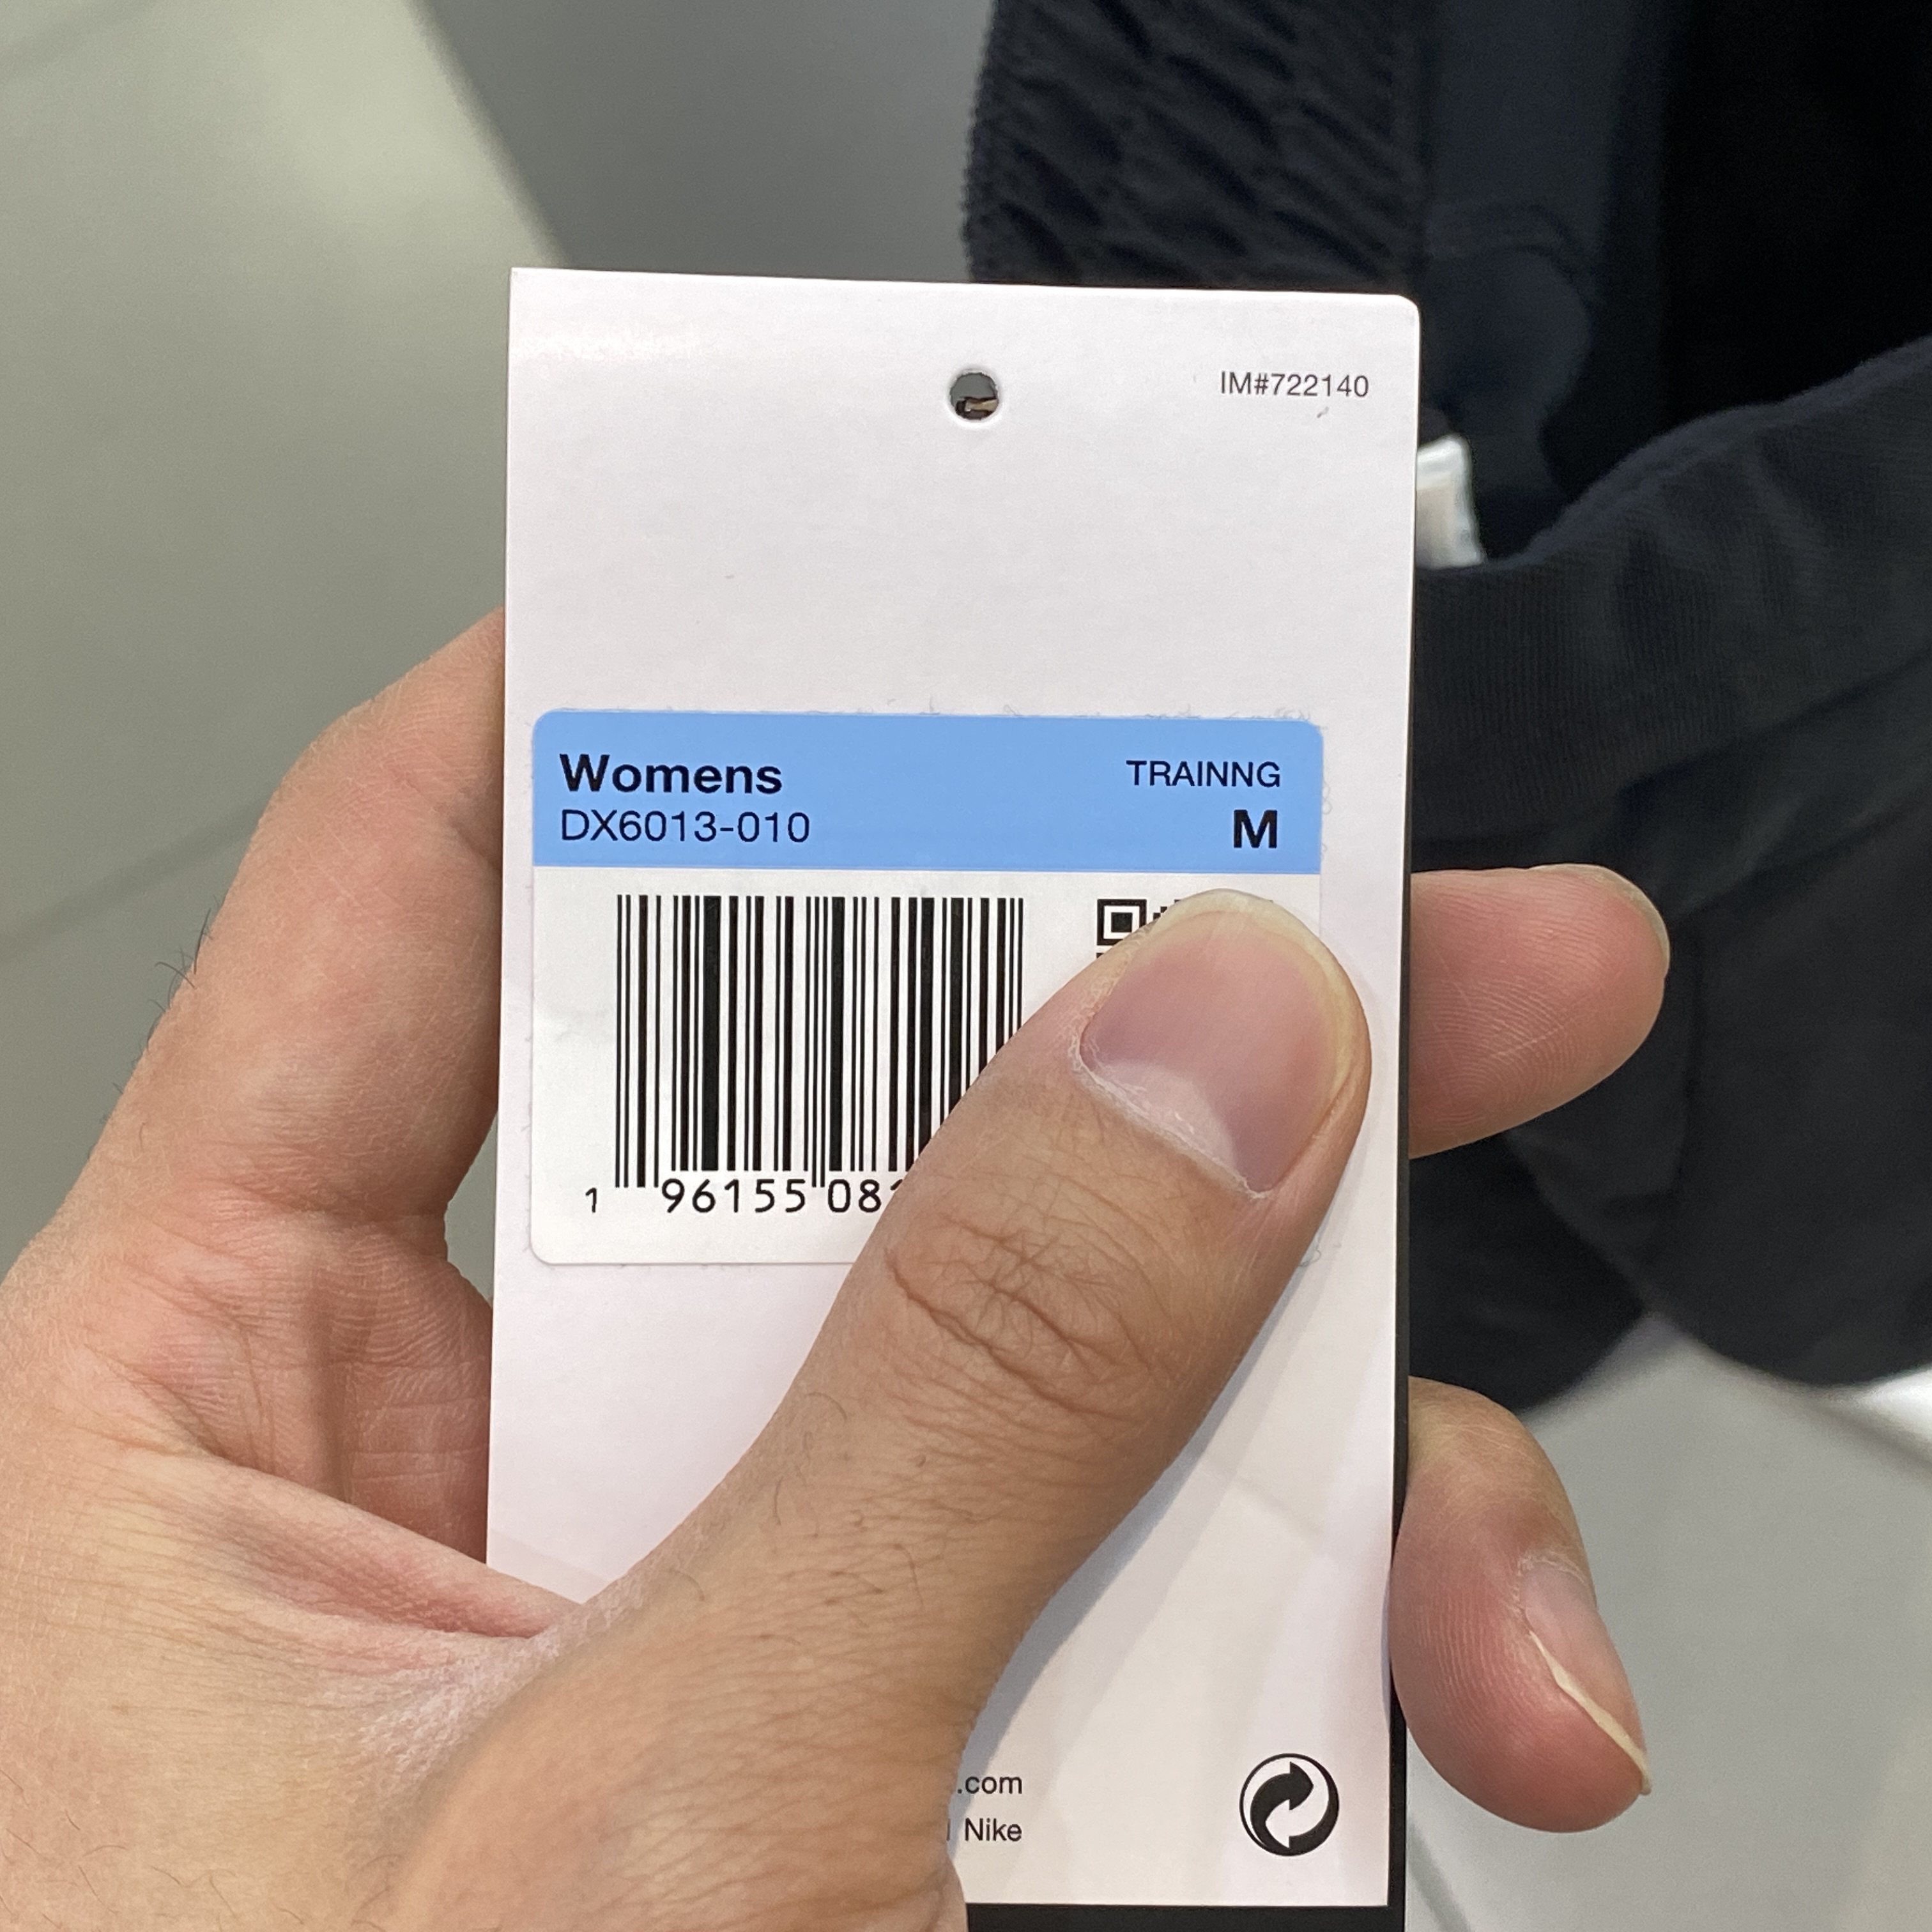 IM#722140
Womens TRAINNG
DX6013-010 M
1 96155 08
.com
Nike